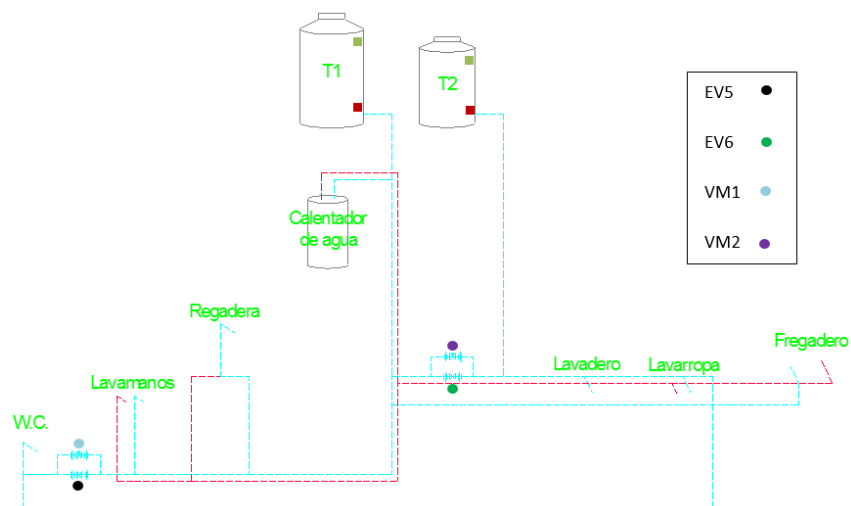 T1
T2
EV5
EV6
VM1
VM2
Calentador
de agua
Regadera
Lavamanos
W.C.
Lavadero
Lavarropa
Fregadero